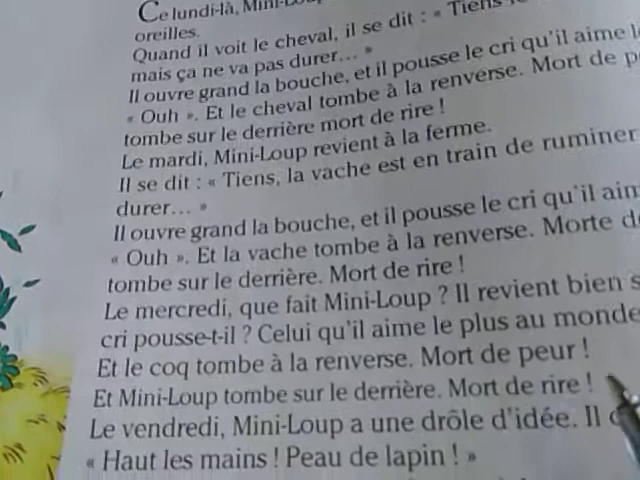 Ce lundi-là, Mini-Loup
oreilles.
Quand il voit le cheval, il se dit : « Tiens
mais ça ne va pas durer... »
Il ouvre grand la bouche, et il pousse le cri qu'il aime
« Ouh ». Et le cheval tombe à la renverse. Mort de
tombe sur le derrière mort de rire !
Le mardi, Mini-Loup revient à la ferme.
Il se dit : « Tiens, la vache est en train de ruminer
durer... »
Il ouvre grand la bouche, et il pousse le cri qu'il
« Ouh ». Et la vache tombe à la renverse. Morte
tombe sur le derrière. Mort de rire !
Le mercredi, que fait Mini-Loup ? Il revient bien
cri pousse-t-il ? Celui qu'il aime le plus au monde
Et le coq tombe à la renverse. Mort de peur !
Et Mini-Loup tombe sur le derrière. Mort de rire !
Le vendredi, Mini-Loup a une drôle d'idée. Il
« Haut les mains ! Peau de lapin ! »